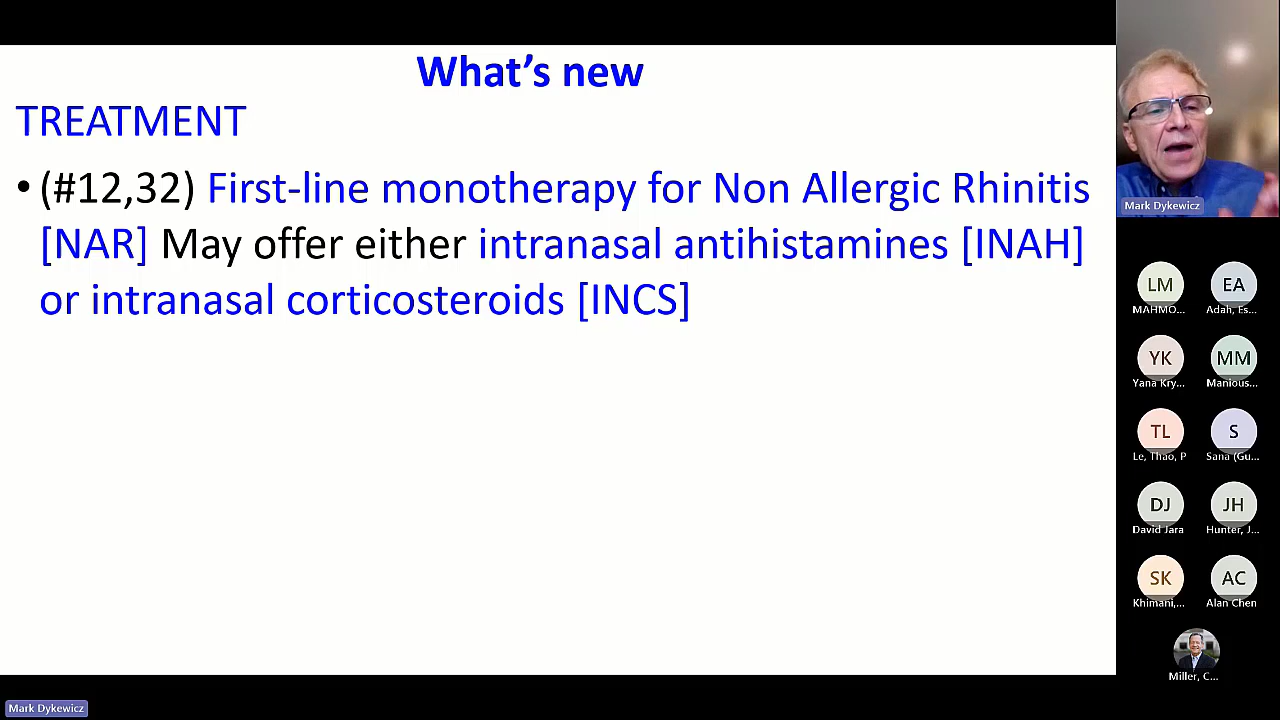 What's new
TREATMENT
• (#12,32) First-line monotherapy for Non Allergic Rhinitis
[NAR] May offer either intranasal antihistamines [INAH]
or intranasal corticosteroids [INCS]
Mark Dykewicz
LM EA
MAHMO... Adah, Es...
YK MM
Yana Kry... Manious...
TL S
Le, Thao, P Sana (Gu...
DJ JH
David Jara Hunter, J...
SK AC
Khimani,... Alan Chen
Miller, C...
Mark Dykewicz